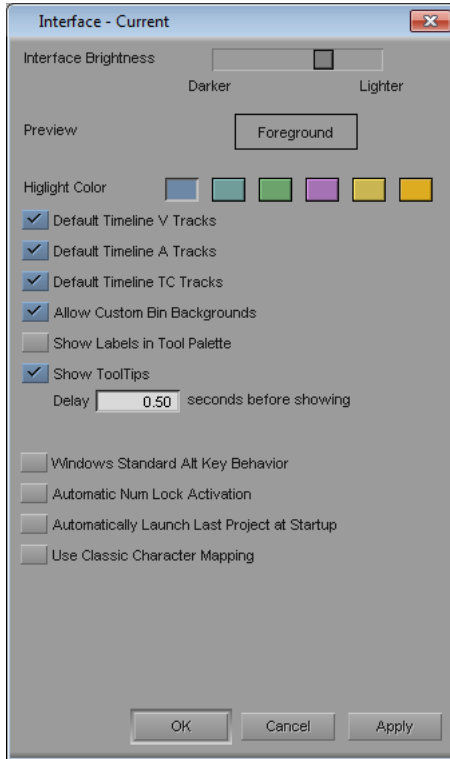 Interface - Current
Interface Brightness
Darker Lighter
Preview Foreground
Higlight Color
Default Timeline V Tracks
Default Timeline A Tracks
Default Timeline TC Tracks
Allow Custom Bin Backgrounds
Show Labels in Tool Palette
Show ToolTips
Delay 0.50 seconds before showing
Windows Standard Alt Key Behavior
Automatic Num Lock Activation
Automatically Launch Last Project at Startup
Use Classic Character Mapping
OK Cancel Apply